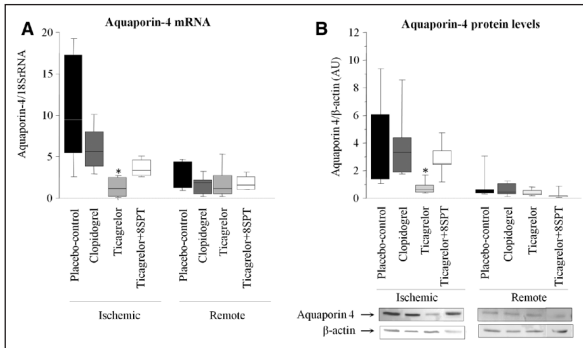 A
Aquaporin-4 mRNA
Aquaporin-4/18SrRNA
20
15
10
5
0
Placebo-control
Clopidogrel
Ticagrelor
Ticagrelor+8SPT
Placebo-control
Clopidogrel
Ticagrelor
Ticagrelor+8SPT
*
Ischemic
Remote
B
Aquaporin-4 protein levels
Aquaporin 4/β-actin (AU)
12
10
8
6
4
2
0
Placebo-control
Clopidogrel
Ticagrelor
Ticagrelor+8SPT
Placebo-control
Clopidogrel
Ticagrelor
Ticagrelor+8SPT
*
Ischemic
Remote
Aquaporin 4
β-actin